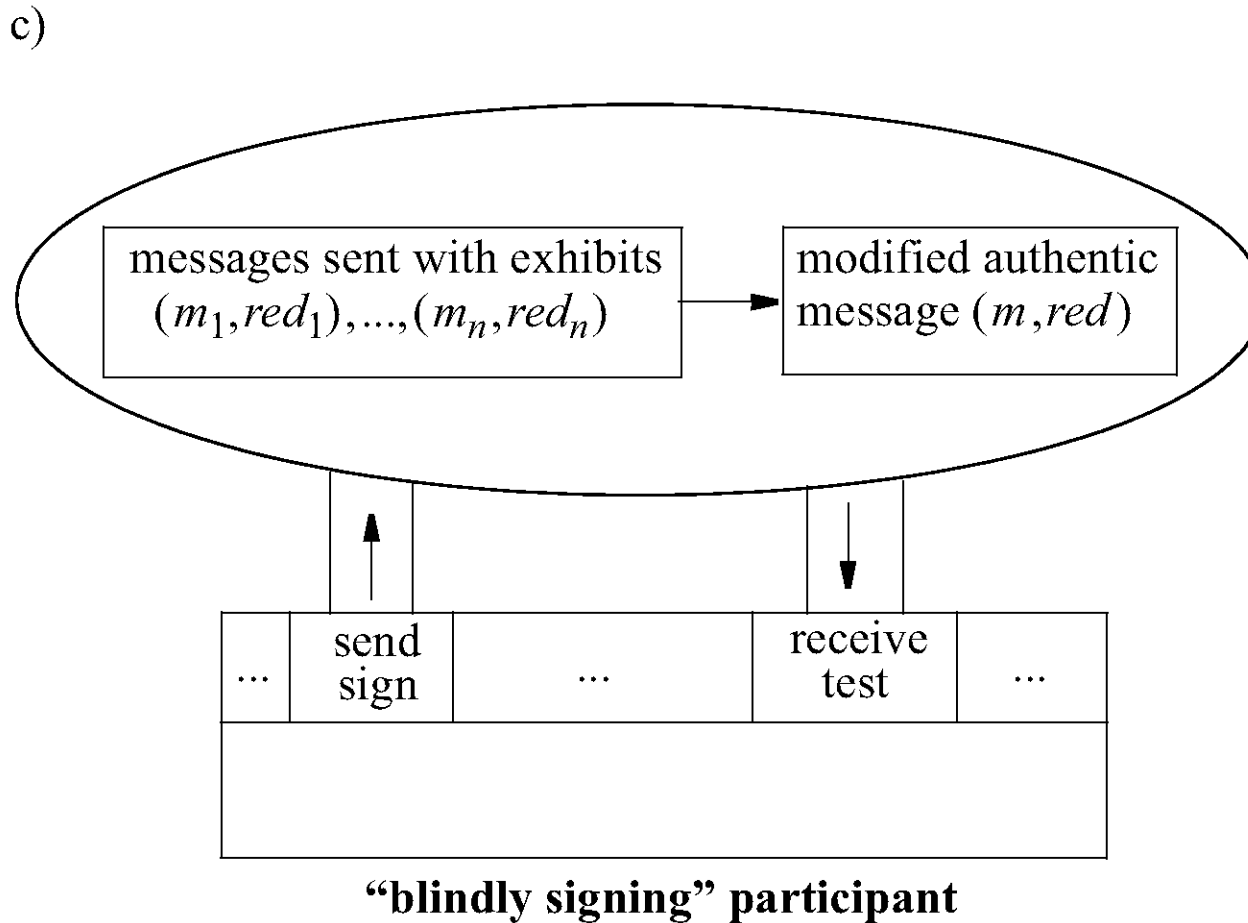 c)
messages sent with exhibits
(m₁,red₁),...,(mₙ,redₙ)
modified authentic
message (m,red)
...
send
sign
...
receive
test
...
“blindly signing” participant